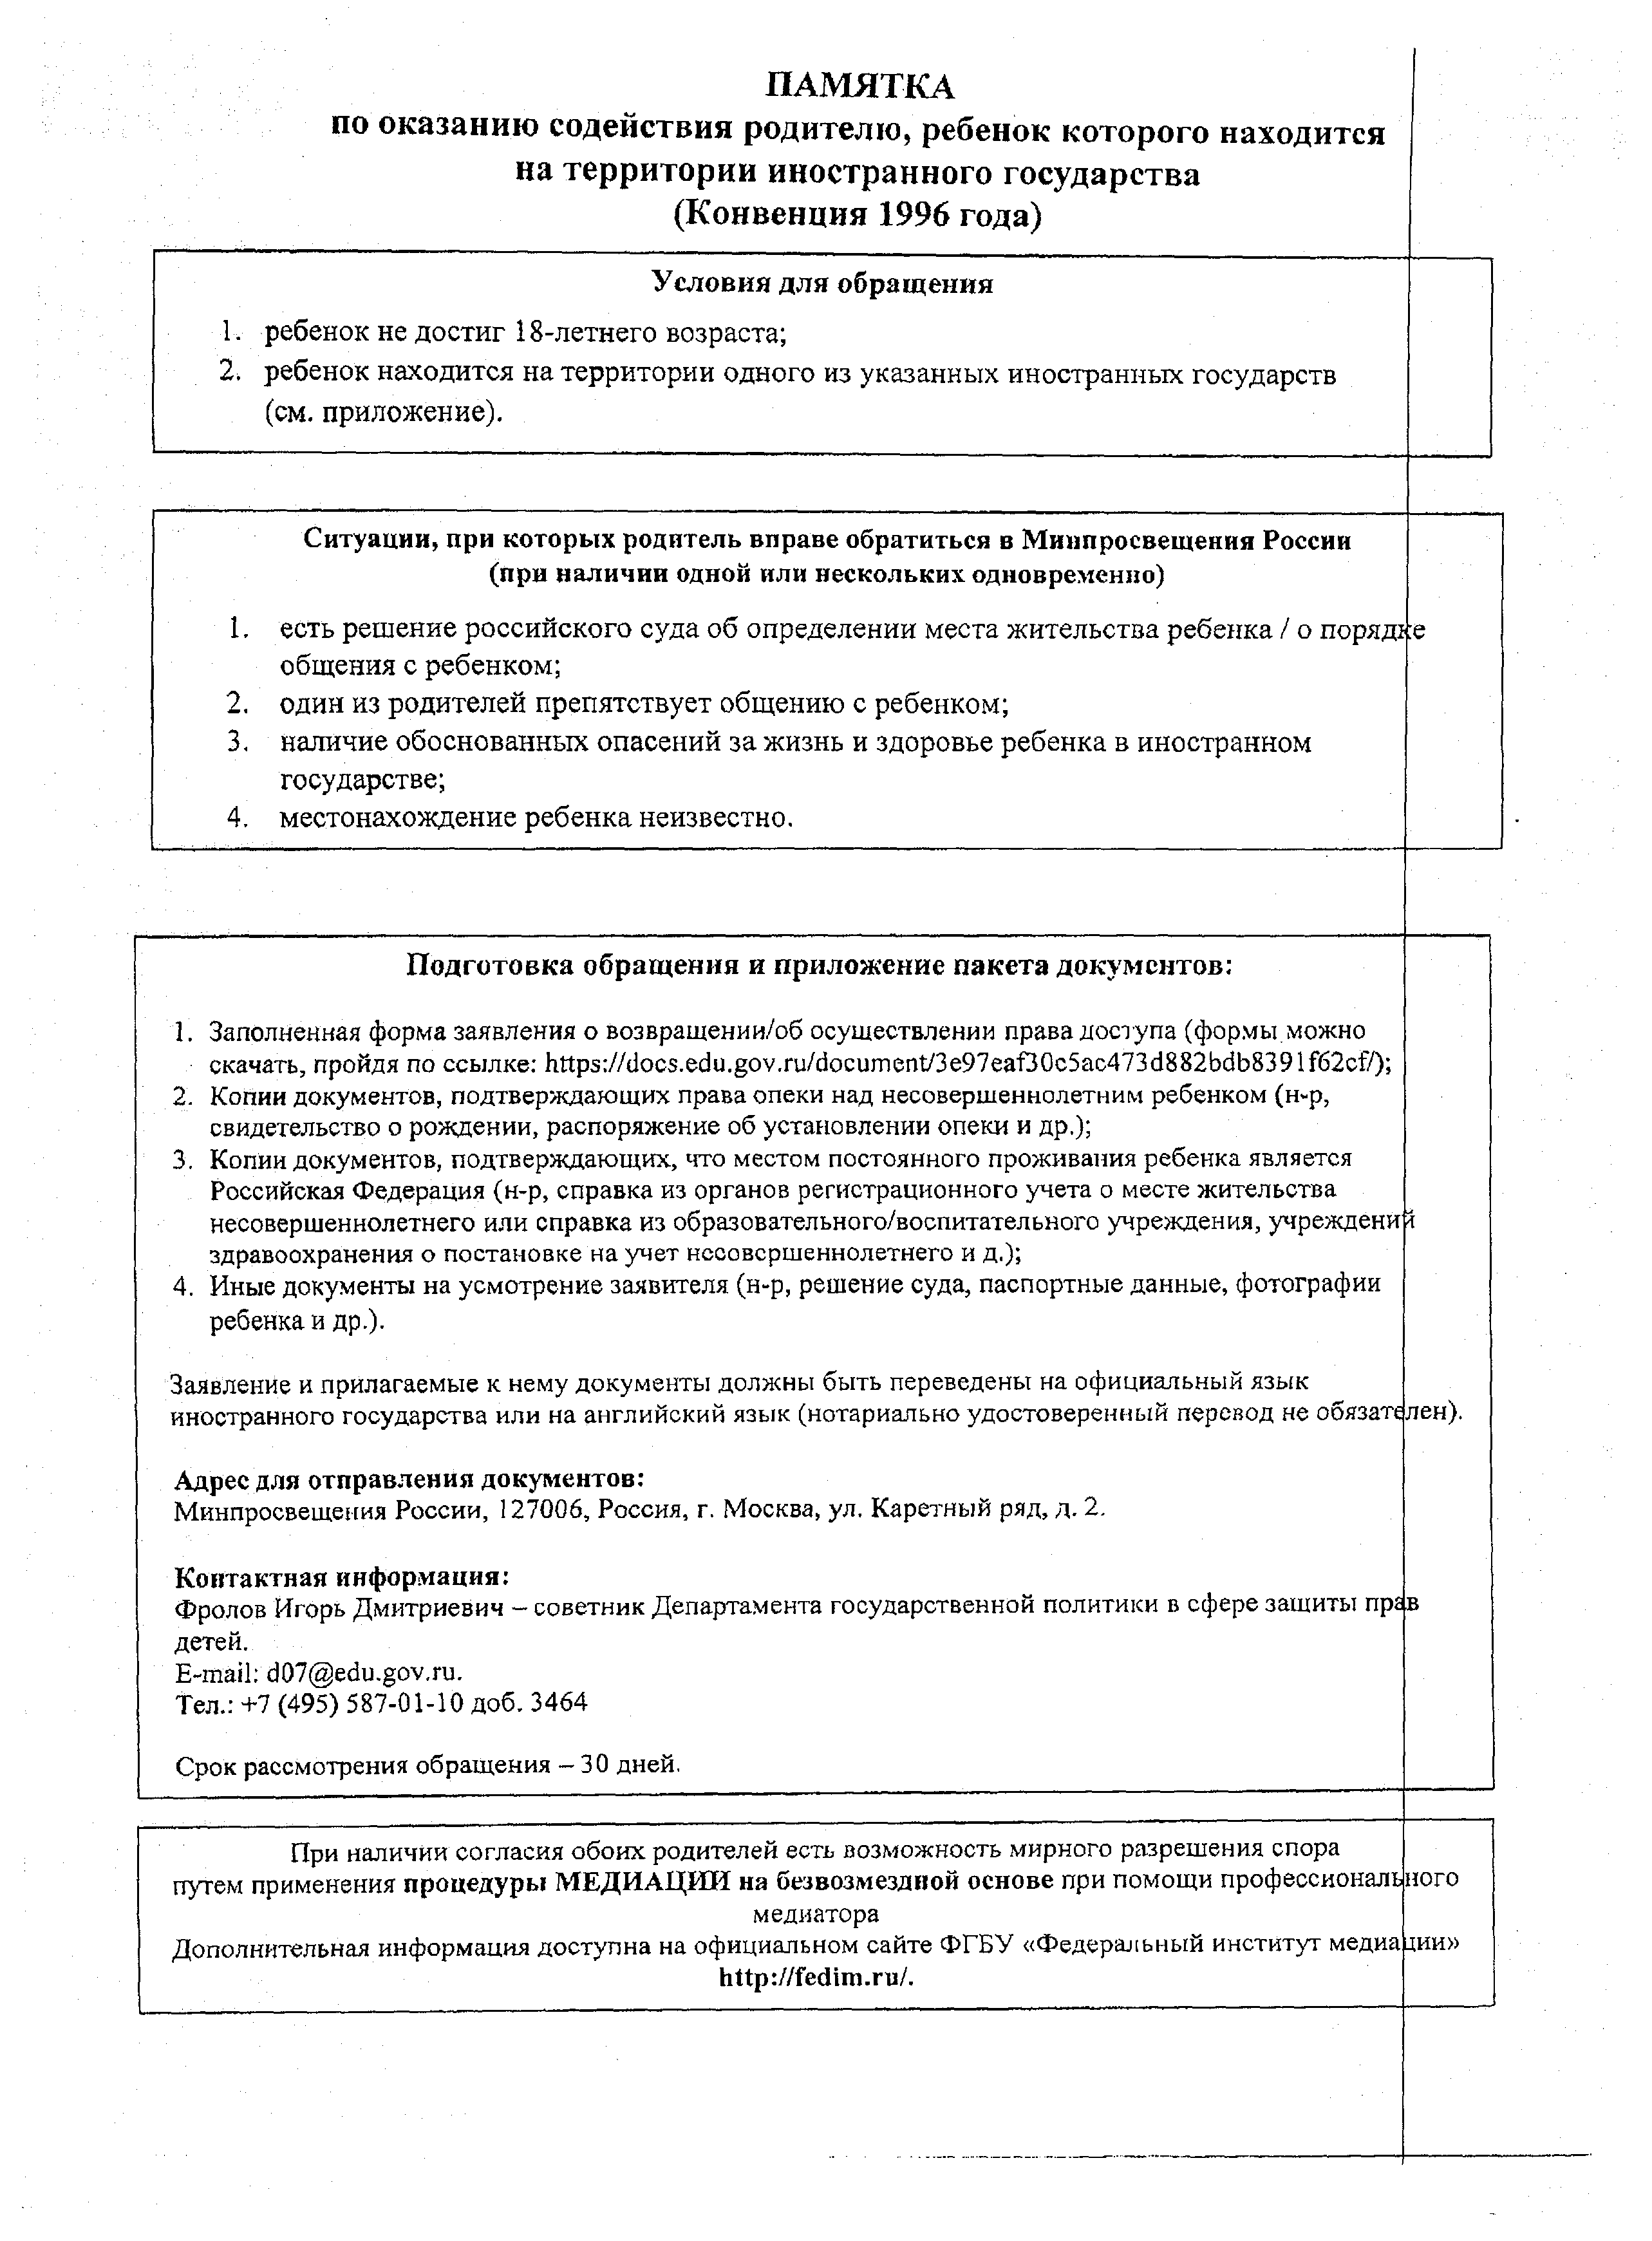 ПАМЯТКА
по оказанию содействия родителю, ребенок которого находится
на территории иностранного государства
(Конвенция 1996 года)
Условия для обращения
1. ребенок не достиг 18-летнего возраста;
2. ребенок находится на территории одного из указанных иностранных государств
(см. приложение).
Ситуации, при которых родитель вправе обратиться в Минпросвещения России
(при наличии одной или нескольких одновременно)
1. есть решение российского суда об определении места жительства ребенка / о порядке
общения с ребенком;
2. один из родителей препятствует общению с ребенком;
3. наличие обоснованных опасений за жизнь и здоровье ребенка в иностранном
государстве;
4. местонахождение ребенка неизвестно.
Подготовка обращения и приложение пакета документов:
1. Заполненная форма заявления о возвращении/об осуществлении права доступа (формы можно
скачать, пройдя по ссылке: https://docs.edu.gov.ru/document/3e97eaf30c5ac473d882bdb8391f62cf/);
2. Копии документов, подтверждающих права опеки над несовершеннолетним ребенком (н-р,
свидетельство о рождении, распоряжение об установлении опеки и др.);
3. Копии документов, подтверждающих, что местом постоянного проживания ребенка является
Российская Федерация (н-р, справка из органов регистрационного учета о месте жительства
несовершеннолетнего или справка из образовательного/воспитательного учреждения, учреждений
здравоохранения о постановке на учет несовершеннолетнего и д.);
4. Иные документы на усмотрение заявителя (н-р, решение суда, паспортные данные, фотографии
ребенка и др.).
Заявление и прилагаемые к нему документы должны быть переведены на официальный язык
иностранного государства или на английский язык (нотариально удостоверенный перевод не обязателен).
Адрес для отправления документов:
Минпросвещения России, 127006, Россия, г. Москва, ул. Каретный ряд, д. 2.
Контактная информация:
Фролов Игорь Дмитриевич – советник Департамента государственной политики в сфере защиты прав
детей.
E-mail: d07@edu.gov.ru.
Тел.: +7 (495) 587-01-10 доб. 3464
Срок рассмотрения обращения – 30 дней.
При наличии согласия обоих родителей есть возможность мирного разрешения спора
путем применения процедуры МЕДИАЦИИ на безвозмездной основе при помощи профессионального
медиатора
Дополнительная информация доступна на официальном сайте ФГБУ «Федеральный институт медиации»
http://fedim.ru/.